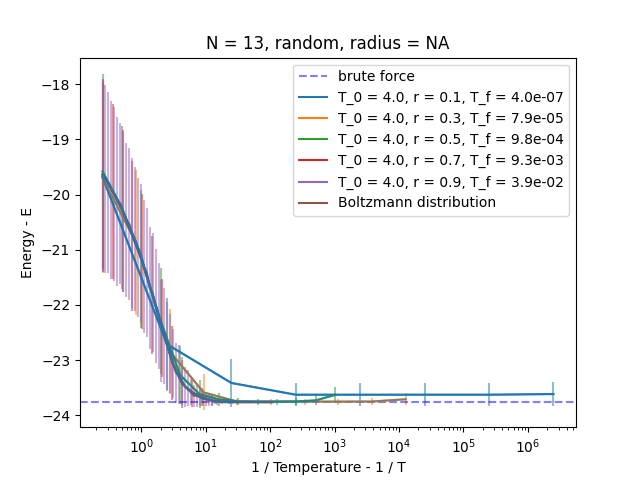 N = 13, random, radius = NA
Energy - E
−18
−19
−20
−21
−22
−23
−24
brute force
T_0 = 4.0, r = 0.1, T_f = 4.0e-07
T_0 = 4.0, r = 0.3, T_f = 7.9e-05
T_0 = 4.0, r = 0.5, T_f = 9.8e-04
T_0 = 4.0, r = 0.7, T_f = 9.3e-03
T_0 = 4.0, r = 0.9, T_f = 3.9e-02
Boltzmann distribution
10⁰ 10¹ 10² 10³ 10⁴ 10⁵ 10⁶
1 / Temperature - 1 / T